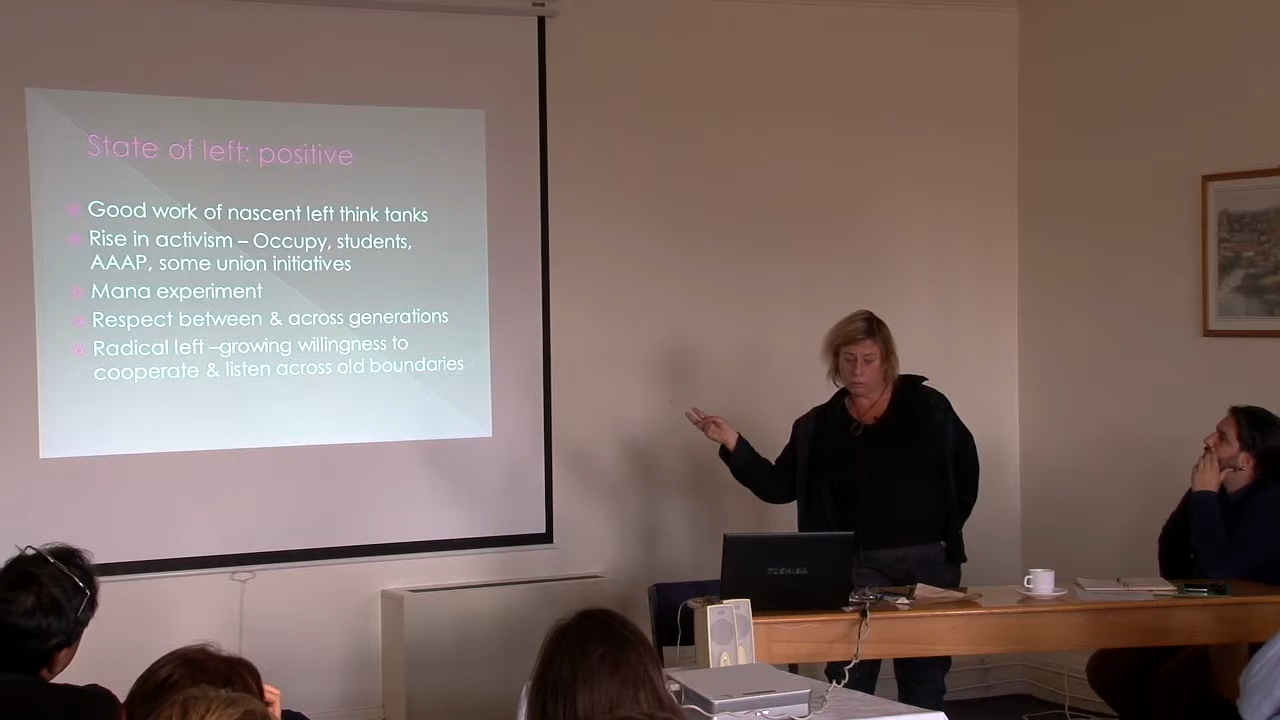 State of left: positive
Good work of nascent left think tanks
Rise in activism – Occupy, students,
AAAP, some union initiatives
Mana experiment
Respect between & across generations
Radical left –growing willingness to
cooperate & listen across old boundaries
TOSHIBA